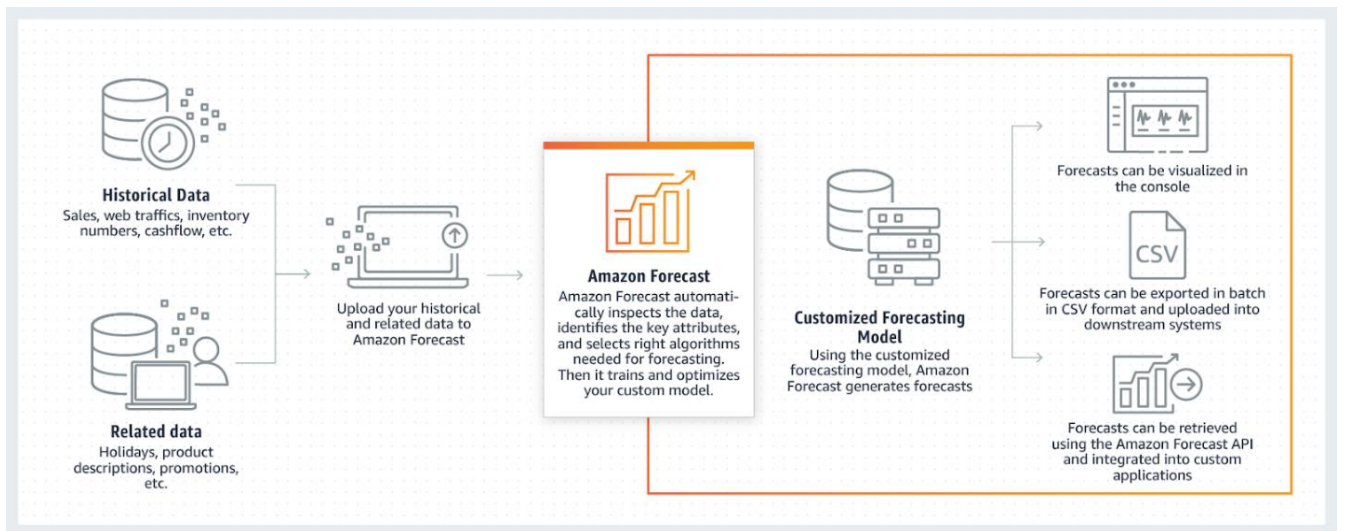 Historical Data
Sales, web traffics, inventory
numbers, cashflow, etc.
Related data
Holidays, product
descriptions, promotions,
etc.
Upload your historical
and related data to
Amazon Forecast
Amazon Forecast
Amazon Forecast automati-
cally inspects the data,
identifies the key attributes,
and selects right algorithms
needed for forecasting.
Then it trains and optimizes
your custom model.
Customized Forecasting
Model
Using the customized
forecasting model, Amazon
Forecast generates forecasts
Forecasts can be visualized in
the console
CSV
Forecasts can be exported in batch
in CSV format and uploaded into
downstream systems
Forecasts can be retrieved
using the Amazon Forecast API
and integrated into custom
applications